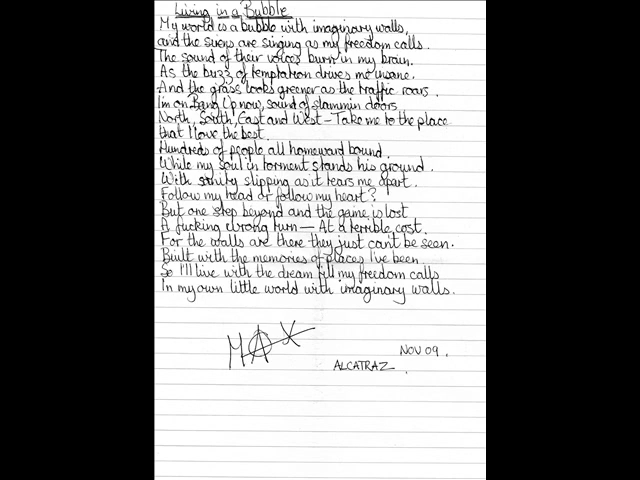 Living in a Bubble
My world is a bubble with imaginary walls,
and the sirens are singing as my freedom calls.
The sound of their voices burn in my brain.
As the buzz of temptation drives me insane.
And the grass looks greener as the traffic roars.
I'm on Bang Up now, sound of slammin doors
North, South, East and West - Take me to the place
that I love the best.
Hundreds of people all homeward bound.
While my soul in torment stands his ground.
With sanity slipping as it tears me apart.
Follow my head or follow my heart?
But one step beyond and the game is lost
A fucking wrong turn — At a terrible cost.
For the walls are there they just can't be seen.
Built with the memories of places I've been.
So I'll live with the dream till my freedom calls
In my own little world with imaginary walls.
MAX
NOV 09.
ALCATRAZ.